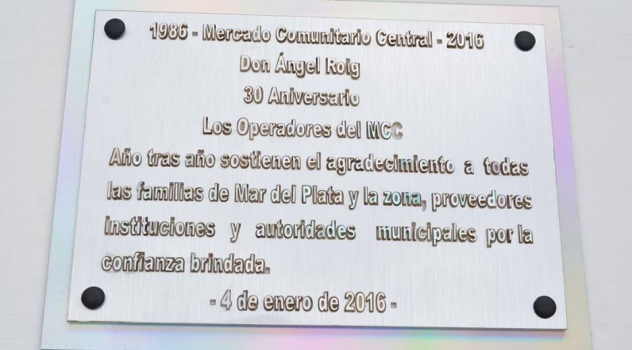 1986 - Mercado Comunitario Central - 2016
Don Ángel Roig
30 Aniversario
Los Operadores del MCC
Año tras año sostienen el agradecimiento a todas
las familias de Mar del Plata y la zona, proveedores
instituciones y autoridades municipales por la
confianza brindada.
- 4 de enero de 2016 -